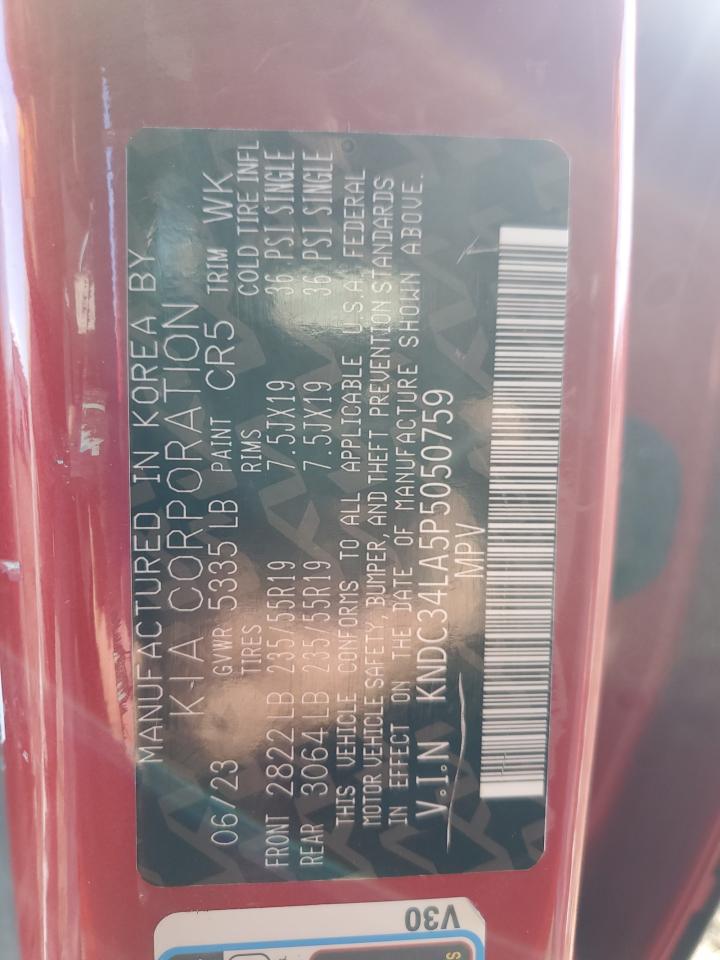 MANUFACTURED IN KOREA BY
KIA CORPORATION
06/23 GVWR 5335 LB PAINT CR5 TRIM WK
TIRES RIMS COLD TIRE INFL
FRONT 2822 LB 235/55R19 7.5JX19 36 PSI SINGLE
REAR 3064 LB 235/55R19 7.5JX19 36 PSI SINGLE
THIS VEHICLE CONFORMS TO ALL APPLICABLE U.S.A. FEDERAL
MOTOR VEHICLE SAFETY, BUMPER, AND THEFT PREVENTION STANDARDS
IN EFFECT ON THE DATE OF MANUFACTURE SHOWN ABOVE.
V.I.N KNDC34LA5P5050759
MPV
V30